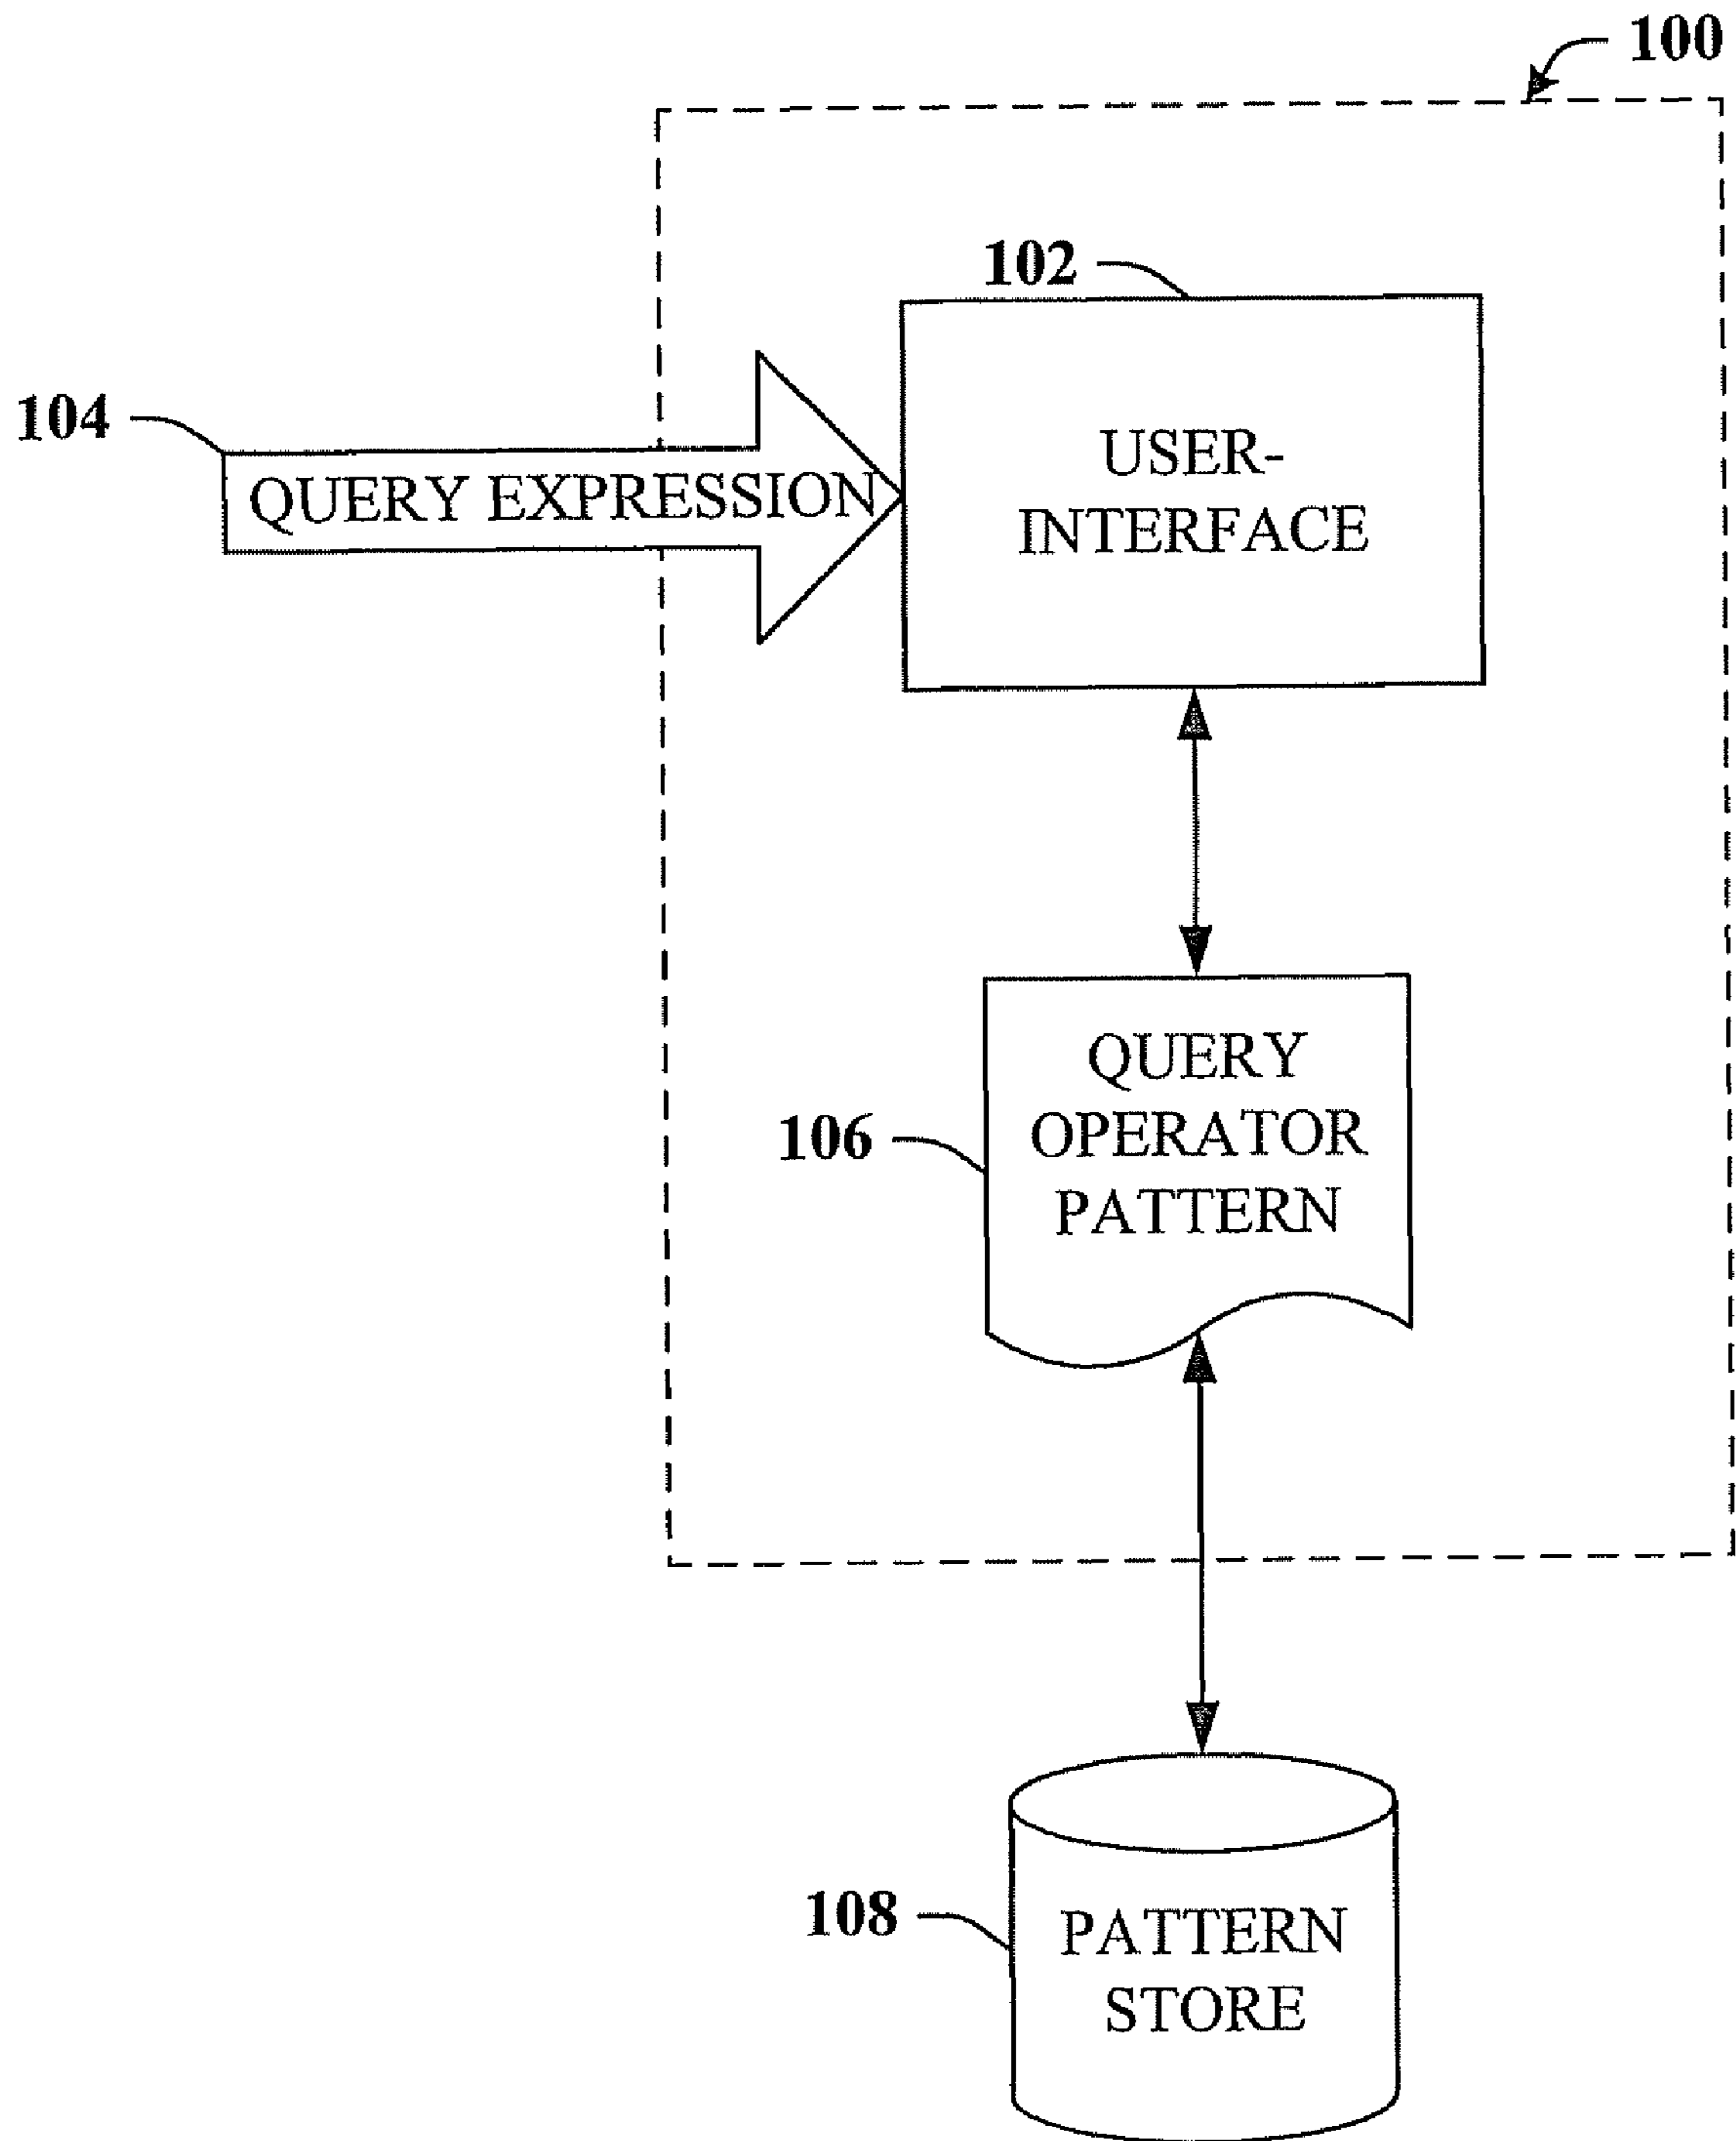 100
102
104
QUERY EXPRESSION
USER-
INTERFACE
106
QUERY
OPERATOR
PATTERN
108
PATTERN
STORE